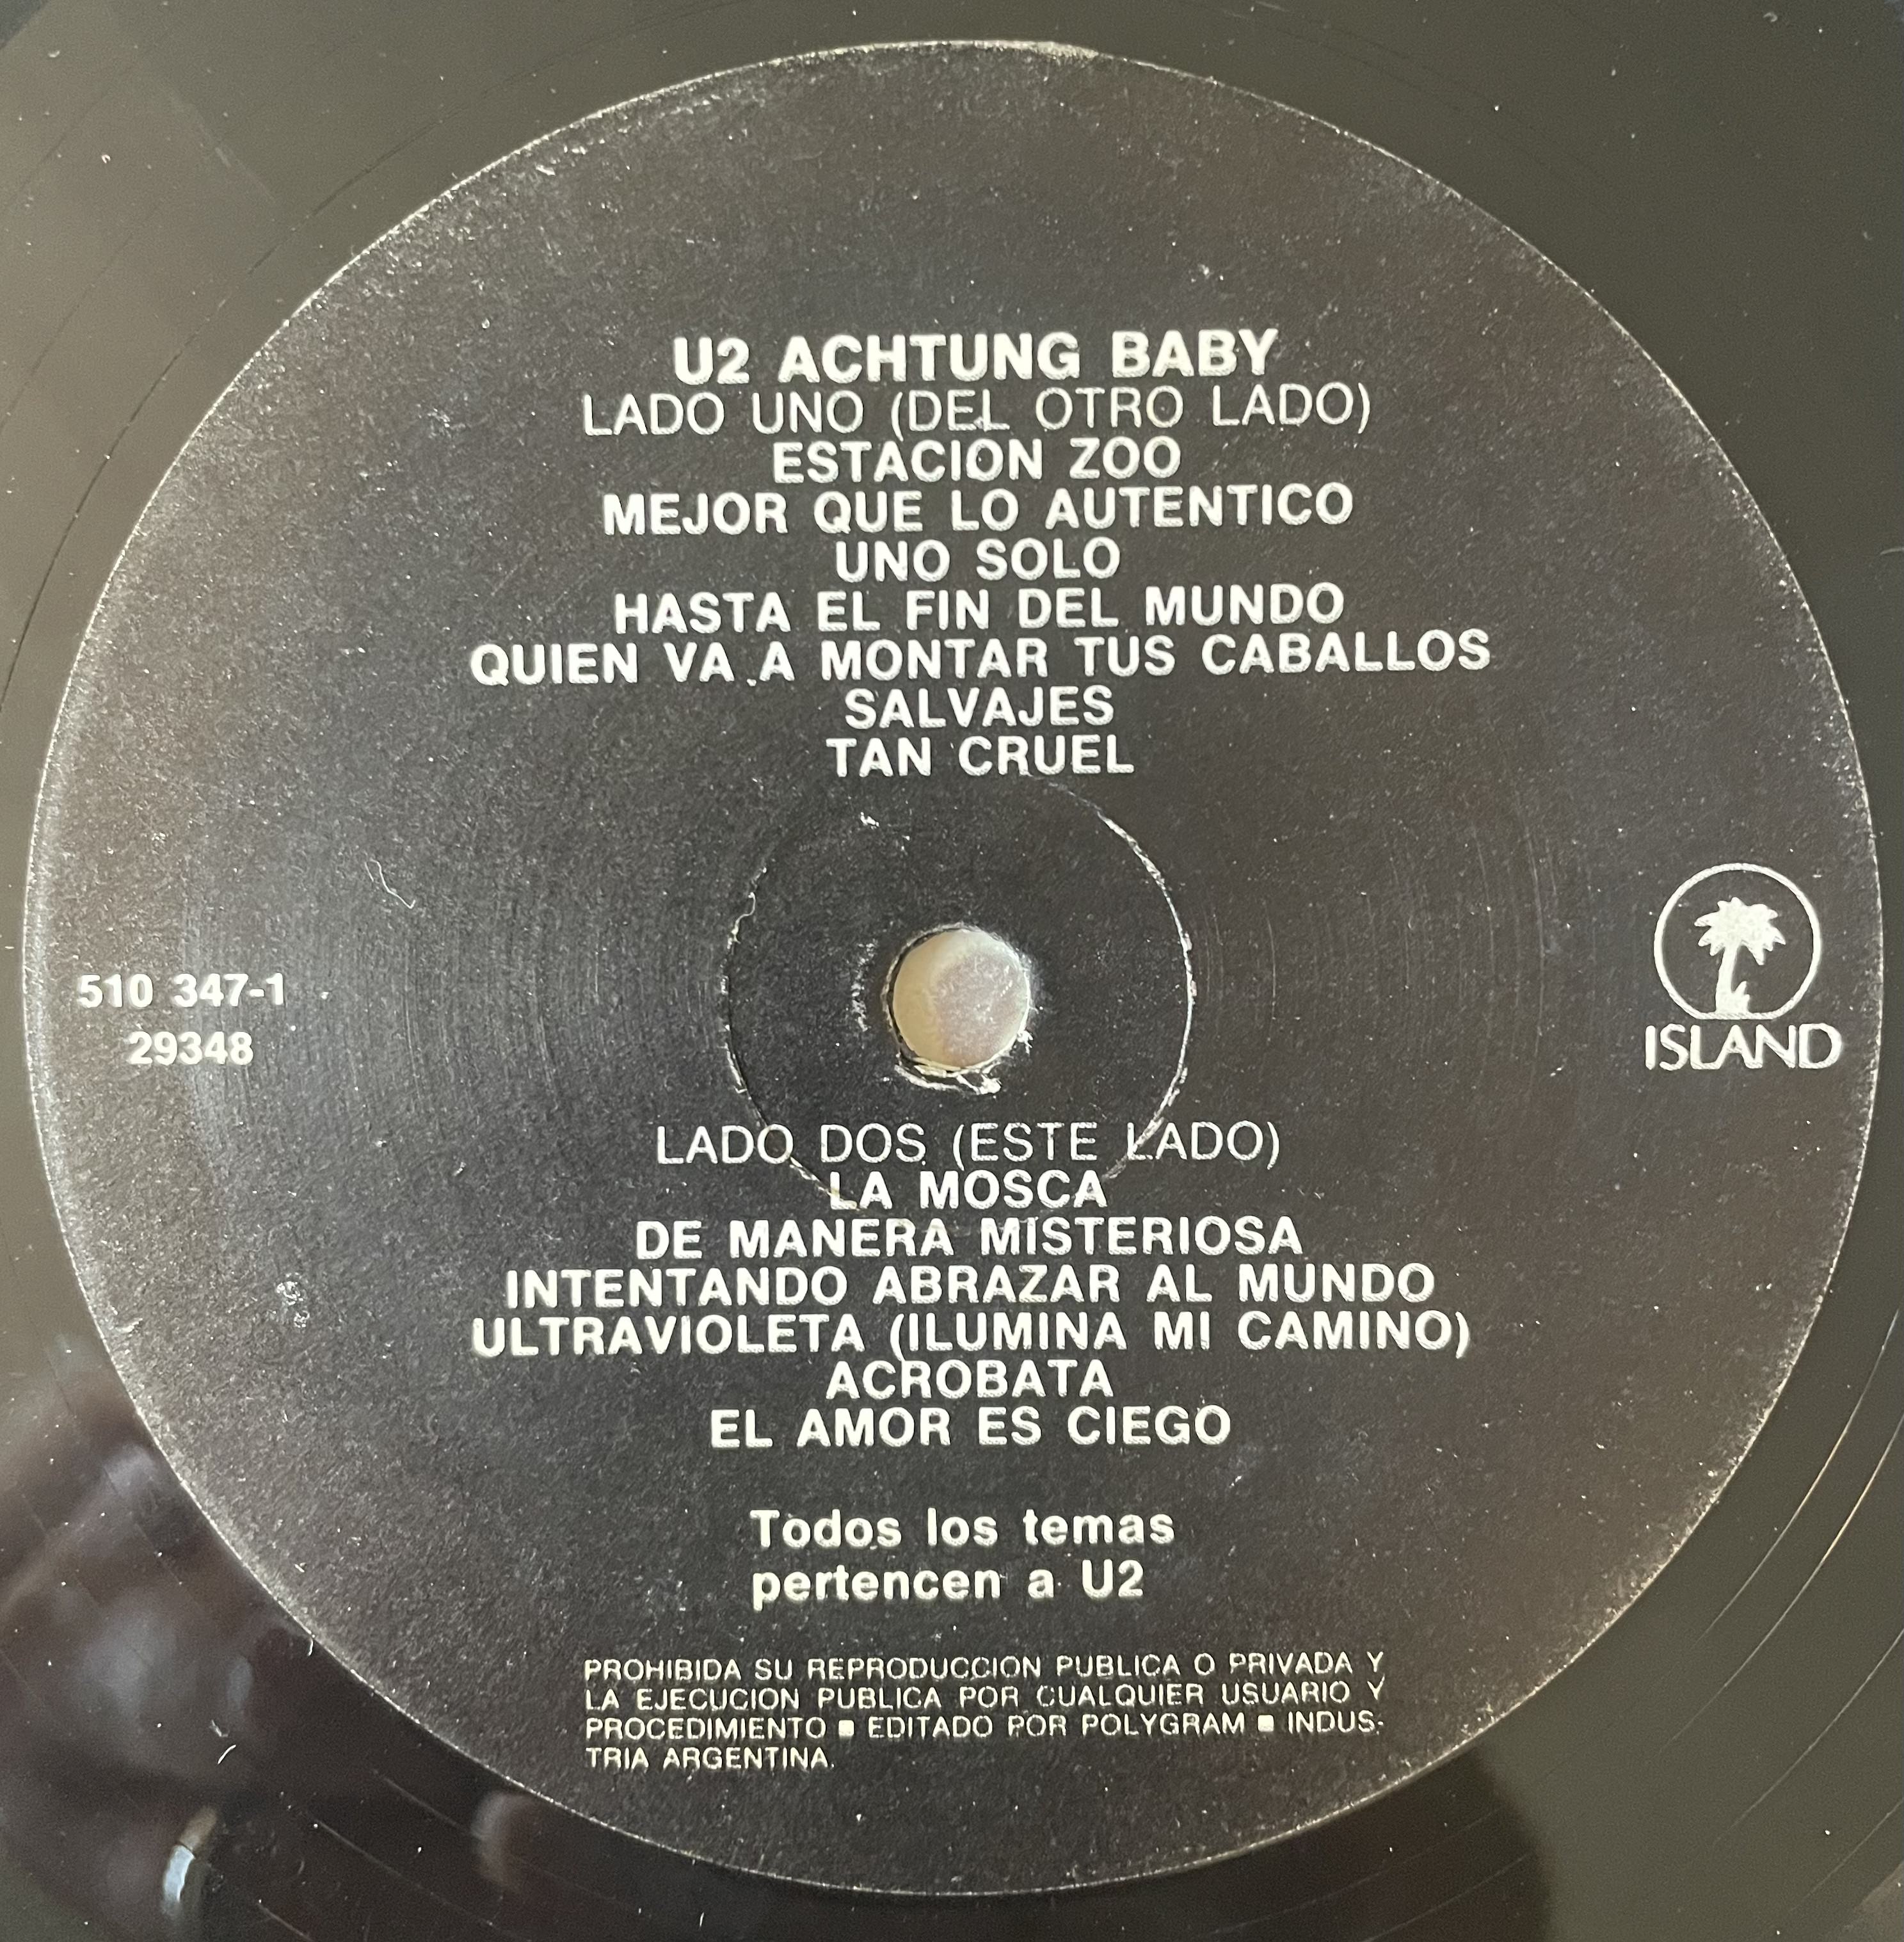 U2 ACHTUNG BABY
LADO UNO (DEL OTRO LADO)
ESTACION ZOO
MEJOR QUE LO AUTENTICO
UNO SOLO
HASTA EL FIN DEL MUNDO
QUIEN VA A MONTAR TUS CABALLOS
SALVAJES
TAN CRUEL
510 347-1
29348
ISLAND
LADO DOS (ESTE LADO)
LA MOSCA
DE MANERA MISTERIOSA
INTENTANDO ABRAZAR AL MUNDO
ULTRAVIOLETA (ILUMINA MI CAMINO)
ACROBATA
EL AMOR ES CIEGO
Todos los temas
pertencen a U2
PROHIBIDA SU REPRODUCCION PUBLICA O PRIVADA Y
LA EJECUCION PUBLICA POR CUALQUIER USUARIO Y
PROCEDIMIENTO ■ EDITADO POR POLYGRAM ■ INDUS-
TRIA ARGENTINA.